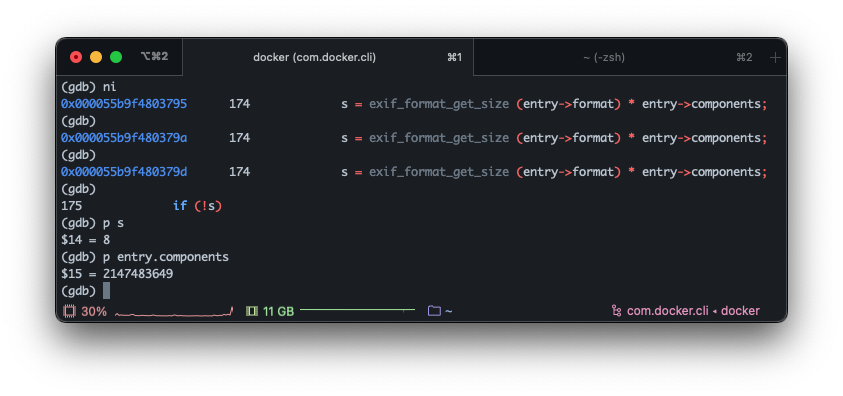 ⌥⌘2 docker (com.docker.cli) ⌘1 ~ (-zsh) ⌘2 +
(gdb) ni
0x000055b9f4803795 174 s = exif_format_get_size (entry->format) * entry->components;
(gdb)
0x000055b9f480379a 174 s = exif_format_get_size (entry->format) * entry->components;
(gdb)
0x000055b9f480379d 174 s = exif_format_get_size (entry->format) * entry->components;
(gdb)
175 if (!s)
(gdb) p s
$14 = 8
(gdb) p entry.components
$15 = 2147483649
(gdb)
30% 11 GB ~ com.docker.cli ◂ docker